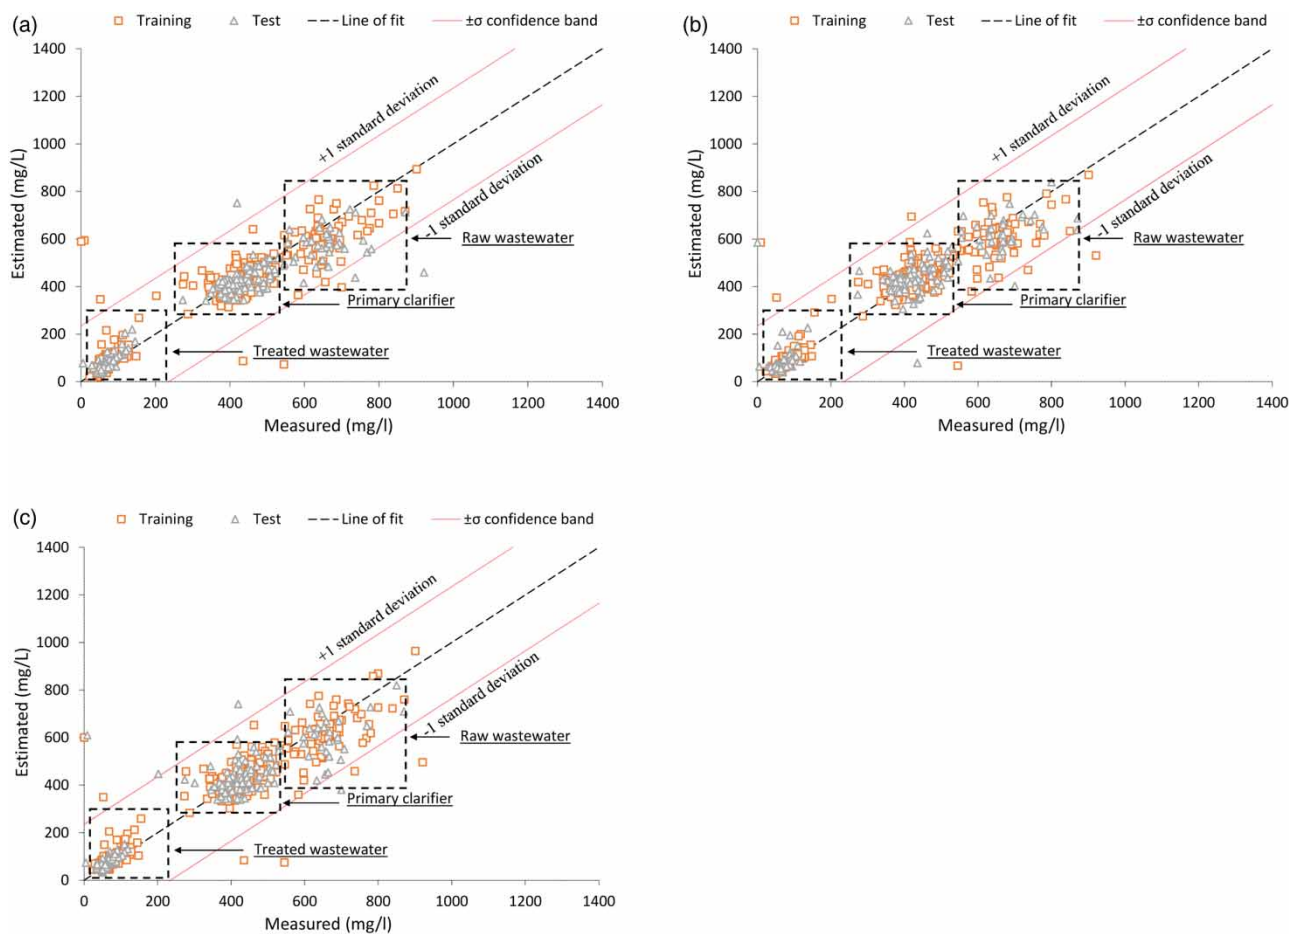 (a) Training Test Line of fit ±σ confidence band
1400
1200
1000
800
600
400
200
0
Estimated (mg/L)
+1 standard deviation
-1 standard deviation
Raw wastewater
Primary clarifier
Treated wastewater
0 200 400 600 800 1000 1200 1400
Measured (mg/l)
(b) Training Test Line of fit ±σ confidence band
1400
1200
1000
800
600
400
200
0
Estimated (mg/L)
+1 standard deviation
-1 standard deviation
Raw wastewater
Primary clarifier
Treated wastewater
0 200 400 600 800 1000 1200 1400
Measured (mg/l)
(c) Training Test Line of fit ±σ confidence band
1400
1200
1000
800
600
400
200
0
Estimated (mg/L)
+1 standard deviation
-1 standard deviation
Raw wastewater
Primary clarifier
Treated wastewater
0 200 400 600 800 1000 1200 1400
Measured (mg/l)